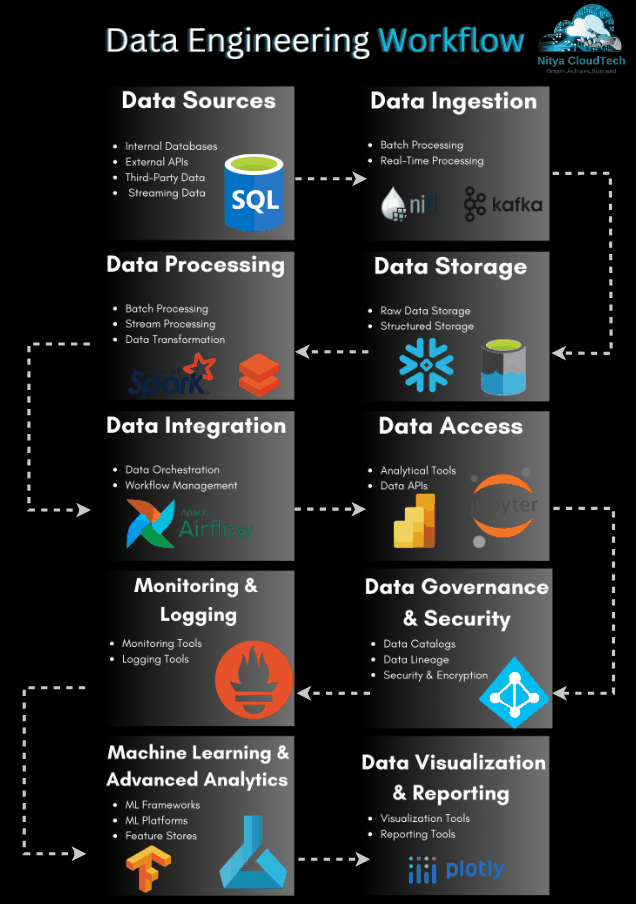 Data Engineering Workflow
Nitya CloudTech
Dream.Achieve.Succeed
Data Sources
Internal Databases
External APIs
Third-Party Data
Streaming Data
SQL
Data Ingestion
Batch Processing
Real-Time Processing
nifi
kafka
Data Storage
Raw Data Storage
Structured Storage
Data Processing
Batch Processing
Stream Processing
Data Transformation
Spark
Data Integration
Data Orchestration
Workflow Management
Apache
Airflow
Data Access
Analytical Tools
Data APIs
jupyter
Data Governance
& Security
Data Catalogs
Data Lineage
Security & Encryption
Monitoring &
Logging
Monitoring Tools
Logging Tools
Machine Learning &
Advanced Analytics
ML Frameworks
ML Platforms
Feature Stores
Data Visualization
& Reporting
Visualization Tools
Reporting Tools
plotly